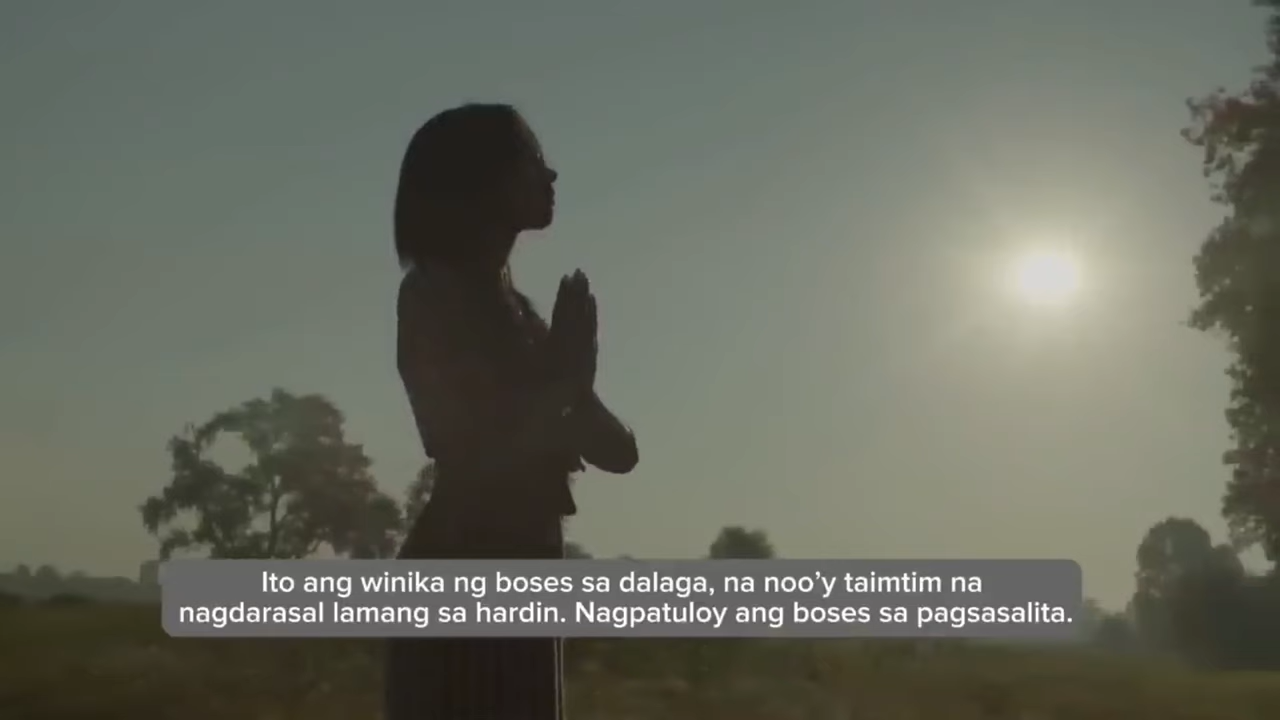 Ito ang winika ng boses sa dalaga, na noo’y taimtim na
nagdarasal lamang sa hardin. Nagpatuloy ang boses sa pagsasalita.